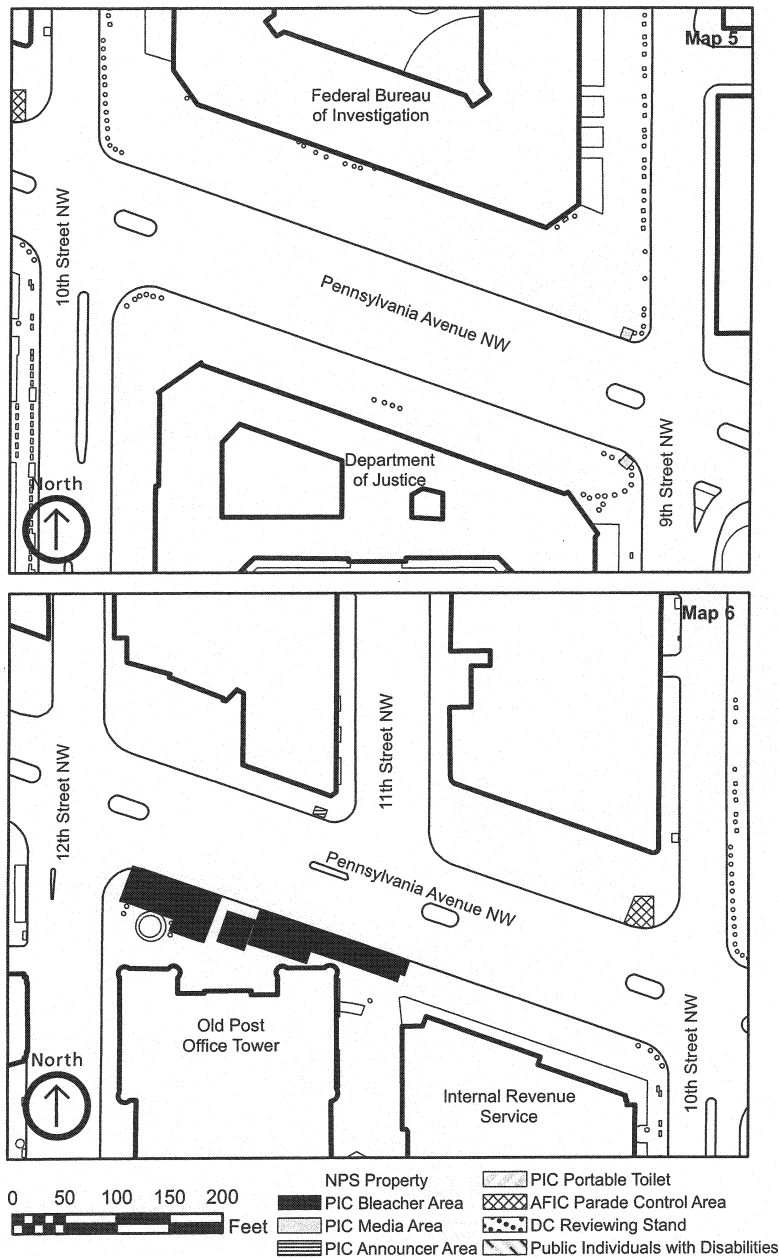 Map 5
Federal Bureau
of Investigation
10th Street NW
Pennsylvania Avenue NW
Department
of Justice
9th Street NW
North
Map 6
12th Street NW
11th Street NW
Pennsylvania Avenue NW
Old Post
Office Tower
10th Street NW
North
Internal Revenue
Service
0 50 100 150 200
Feet
NPS Property
PIC Bleacher Area
PIC Media Area
PIC Announcer Area
PIC Portable Toilet
AFIC Parade Control Area
DC Reviewing Stand
Public Individuals with Disabilities